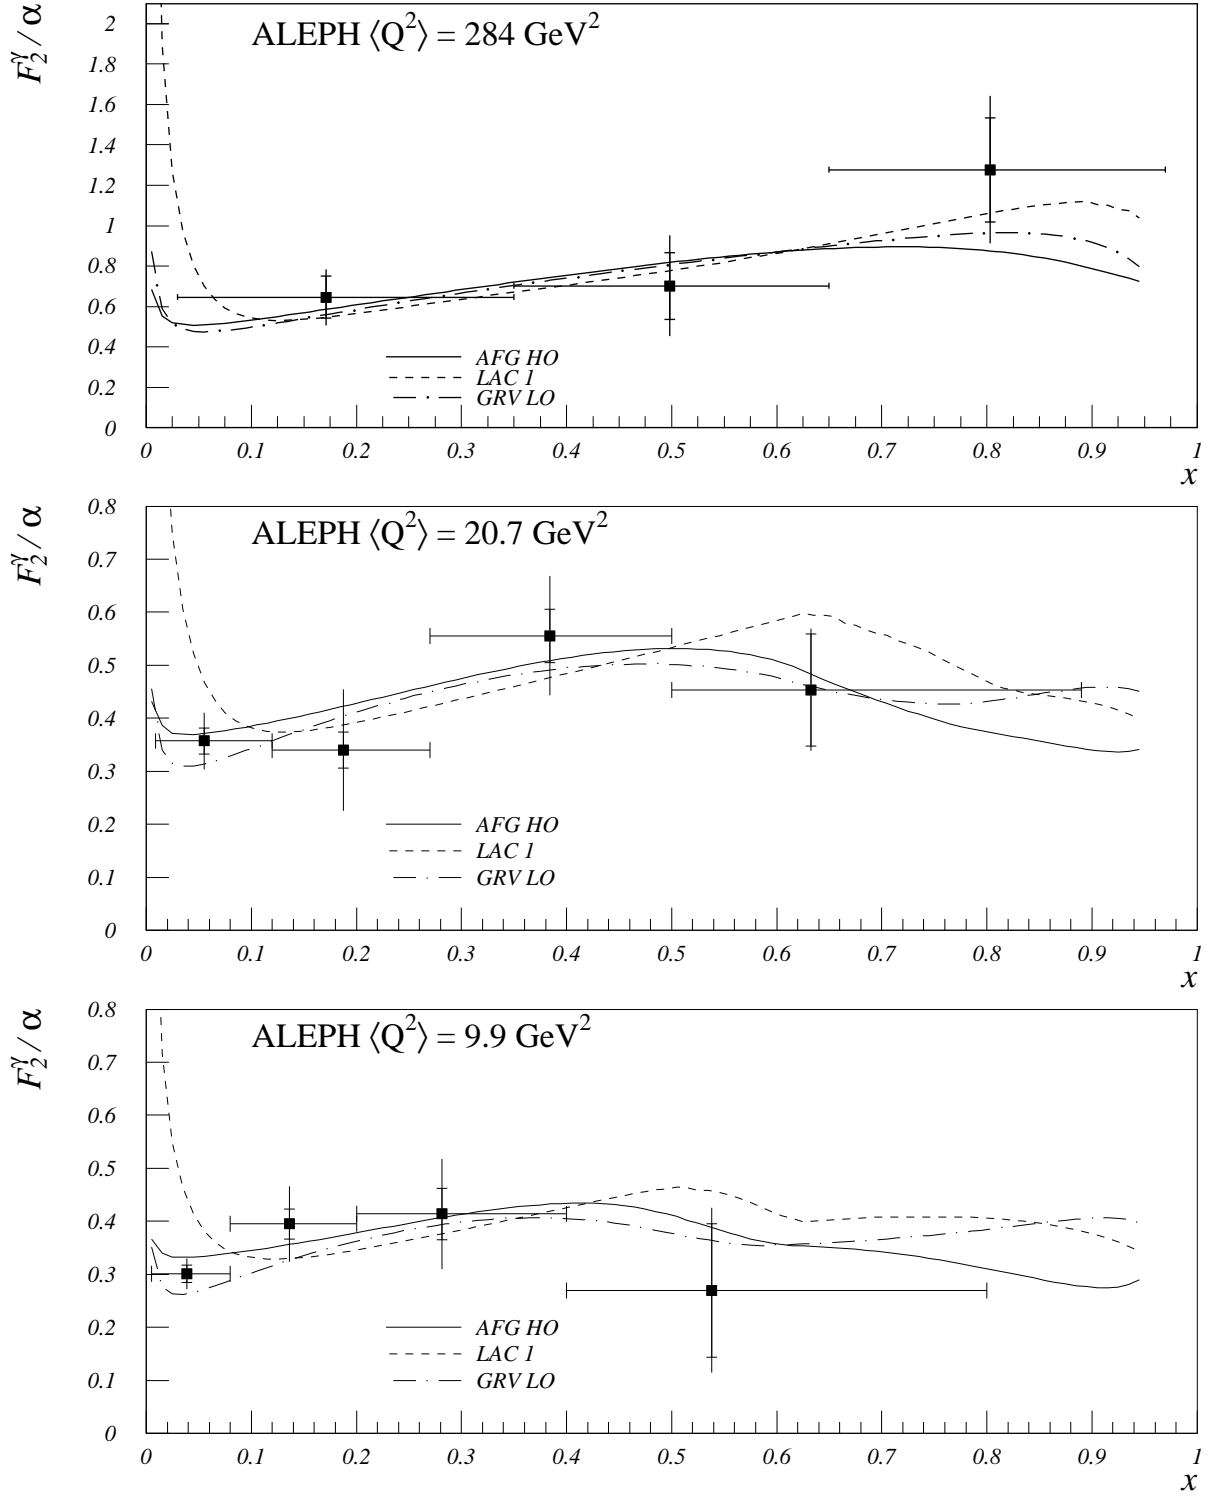 F₂^γ / α
ALEPH ⟨Q²⟩ = 284 GeV²
2
1.8
1.6
1.4
1.2
1
0.8
0.6
0.4
0.2
0
AFG HO
LAC 1
GRV LO
0 0.1 0.2 0.3 0.4 0.5 0.6 0.7 0.8 0.9 1
x
F₂^γ / α
ALEPH ⟨Q²⟩ = 20.7 GeV²
0.8
0.7
0.6
0.5
0.4
0.3
0.2
0.1
0
AFG HO
LAC 1
GRV LO
0 0.1 0.2 0.3 0.4 0.5 0.6 0.7 0.8 0.9 1
x
F₂^γ / α
ALEPH ⟨Q²⟩ = 9.9 GeV²
0.8
0.7
0.6
0.5
0.4
0.3
0.2
0.1
0
AFG HO
LAC 1
GRV LO
0 0.1 0.2 0.3 0.4 0.5 0.6 0.7 0.8 0.9 1
x